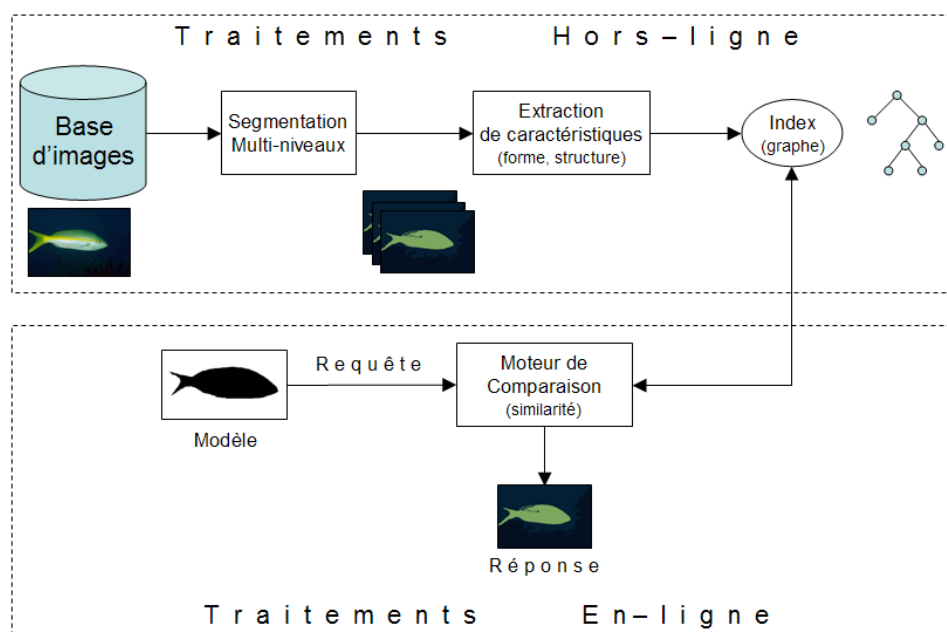 Traitements Hors–ligne
Base
d'images
Segmentation
Multi-niveaux
Extraction
de caractéristiques
(forme, structure)
Index
(graphe)
Requête
Modèle
Moteur de
Comparaison
(similarité)
Réponse
Traitements En–ligne